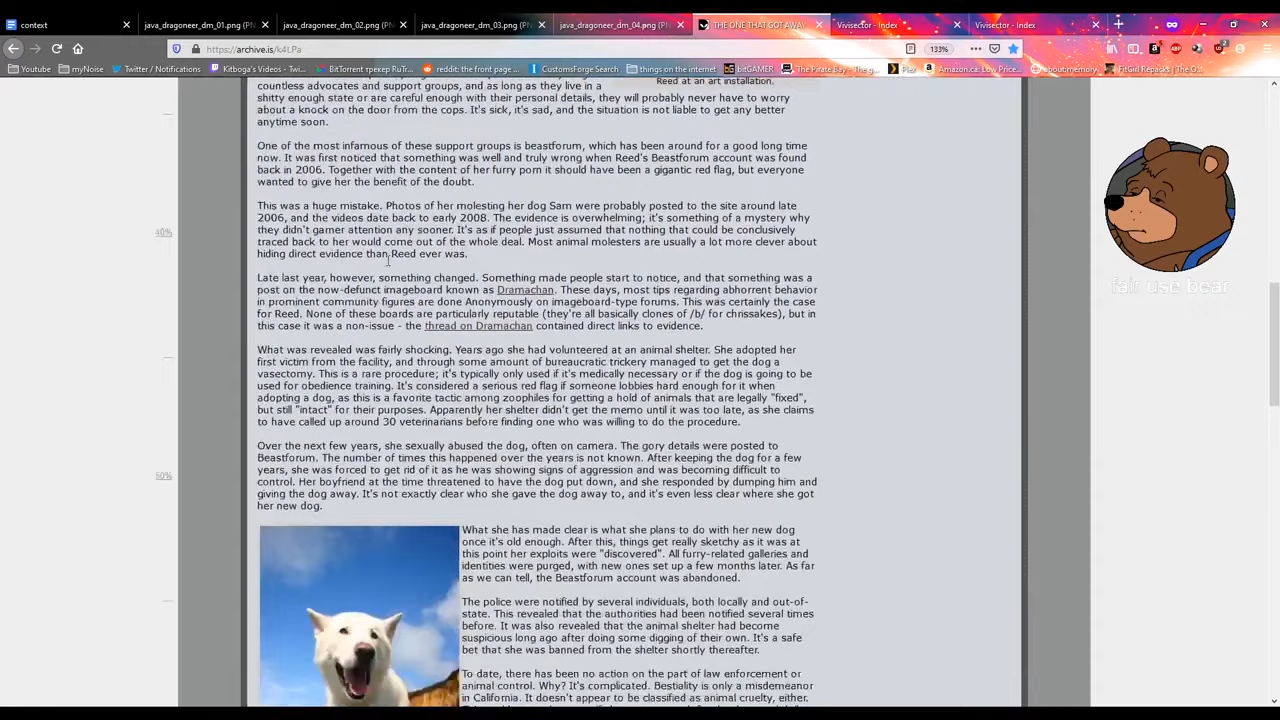 context
java_dragoneer_dm_01.png (PN
java_dragoneer_dm_02.png (PN
java_dragoneer_dm_03.png (PN
java_dragoneer_dm_04.png (PN
THE ONE THAT GOT AWA
Vivisector - Index
Vivisector - Index
https://archive.is/k4LPa
133%
Youtube
myNoise
Twitter / Notifications
Kitboga's Videos - Twi...
BitTorrent трекер RuTr...
reddit: the front page ...
CustomsForge Search
things on the internet
bitGAMER
The Pirate Bay - The g...
Plex
Amazon.ca: Low Price...
about:memory
FitGirl Repacks | The O...
Reed at an art installation.
countless advocates and support groups, and as long as they live in a
shitty enough state or are careful enough with their personal details, they will probably never have to worry
about a knock on the door from the cops. It's sick, it's sad, and the situation is not liable to get any better
anytime soon.
One of the most infamous of these support groups is beastforum, which has been around for a good long time
now. It was first noticed that something was well and truly wrong when Reed's Beastforum account was found
back in 2006. Together with the content of her furry porn it should have been a gigantic red flag, but everyone
wanted to give her the benefit of the doubt.
This was a huge mistake. Photos of her molesting her dog Sam were probably posted to the site around late
2006, and the videos date back to early 2008. The evidence is overwhelming; it's something of a mystery why
they didn't garner attention any sooner. It's as if people just assumed that nothing that could be conclusively
traced back to her would come out of the whole deal. Most animal molesters are usually a lot more clever about
hiding direct evidence than Reed ever was.
40%
Late last year, however, something changed. Something made people start to notice, and that something was a
post on the now-defunct imageboard known as Dramachan. These days, most tips regarding abhorrent behavior
in prominent community figures are done Anonymously on imageboard-type forums. This was certainly the case
for Reed. None of these boards are particularly reputable (they're all basically clones of /b/ for chrissakes), but in
this case it was a non-issue - the thread on Dramachan contained direct links to evidence.
What was revealed was fairly shocking. Years ago she had volunteered at an animal shelter. She adopted her
first victim from the facility, and through some amount of bureaucratic trickery managed to get the dog a
vasectomy. This is a rare procedure; it's typically only used if it's medically necessary or if the dog is going to be
used for obedience training. It's considered a serious red flag if someone lobbies hard enough for it when
adopting a dog, as this is a favorite tactic among zoophiles for getting a hold of animals that are legally "fixed",
but still "intact" for their purposes. Apparently her shelter didn't get the memo until it was too late, as she claims
to have called up around 30 veterinarians before finding one who was willing to do the procedure.
Over the next few years, she sexually abused the dog, often on camera. The gory details were posted to
Beastforum. The number of times this happened over the years is not known. After keeping the dog for a few
years, she was forced to get rid of it as he was showing signs of aggression and was becoming difficult to
control. Her boyfriend at the time threatened to have the dog put down, and she responded by dumping him and
giving the dog away. It's not exactly clear who she gave the dog away to, and it's even less clear where she got
her new dog.
50%
What she has made clear is what she plans to do with her new dog
once it's old enough. After this, things get really sketchy as it was at
this point her exploits were "discovered". All furry-related galleries and
identities were purged, with new ones set up a few months later. As far
as we can tell, the Beastforum account was abandoned.
The police were notified by several individuals, both locally and out-of-
state. This revealed that the authorities had been notified several times
before. It was also revealed that the animal shelter had become
suspicious long ago after doing some digging of their own. It's a safe
bet that she was banned from the shelter shortly thereafter.
To date, there has been no action on the part of law enforcement or
animal control. Why? It's complicated. Bestiality is only a misdemeanor
in California. It doesn't appear to be classified as animal cruelty, either.
fair use bear